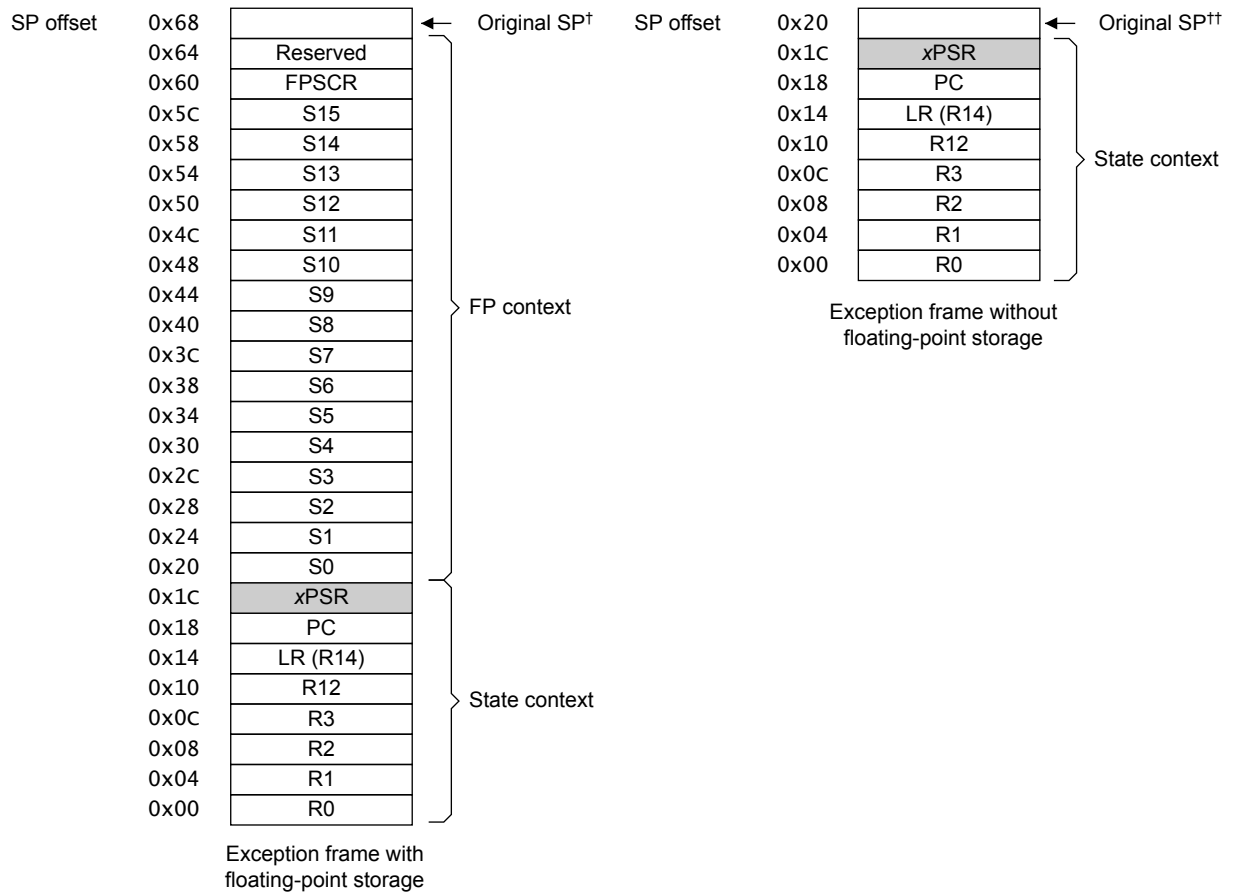 SP offset 0x68 Original SP†
0x64 Reserved
0x60 FPSCR
0x5C S15
0x58 S14
0x54 S13
0x50 S12
0x4C S11
0x48 S10
0x44 S9
0x40 S8
0x3C S7
0x38 S6
0x34 S5
0x30 S4
0x2C S3
0x28 S2
0x24 S1
0x20 S0
FP context
0x1C xPSR
0x18 PC
0x14 LR (R14)
0x10 R12
0x0C R3
0x08 R2
0x04 R1
0x00 R0
State context
Exception frame with
floating-point storage
SP offset 0x20 Original SP††
0x1C xPSR
0x18 PC
0x14 LR (R14)
0x10 R12
0x0C R3
0x08 R2
0x04 R1
0x00 R0
State context
Exception frame without
floating-point storage